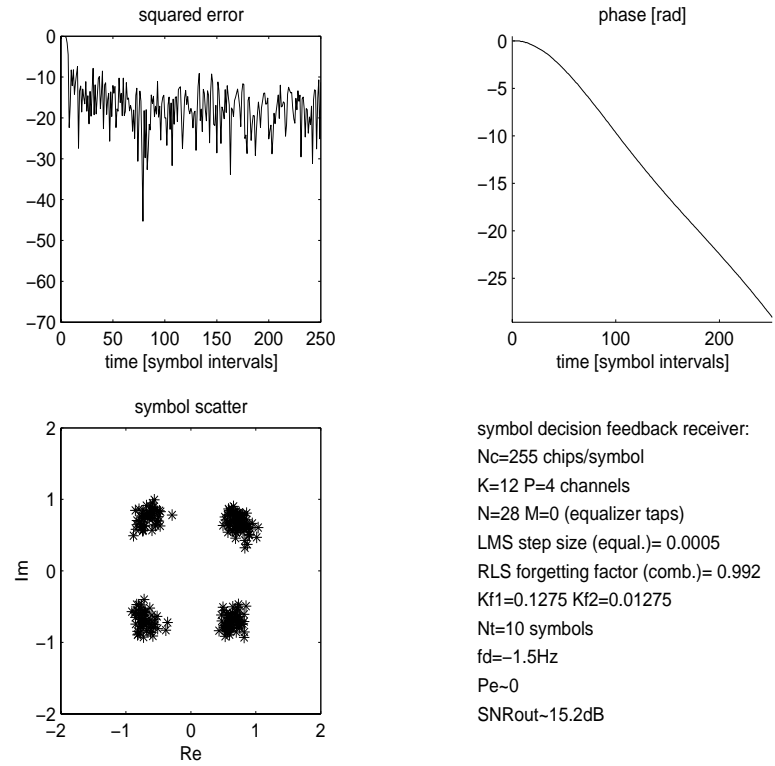 squared error
0
−10
−20
−30
−40
−50
−60
−70
0 50 100 150 200 250
time [symbol intervals]
phase [rad]
0
−5
−10
−15
−20
−25
0 100 200
time [symbol intervals]
symbol scatter
2
1
0
−1
−2
Im
−2 −1 0 1 2
Re
symbol decision feedback receiver:
Nc=255 chips/symbol
K=12 P=4 channels
N=28 M=0 (equalizer taps)
LMS step size (equal.)= 0.0005
RLS forgetting factor (comb.)= 0.992
Kf1=0.1275 Kf2=0.01275
Nt=10 symbols
fd=−1.5Hz
Pe~0
SNRout~15.2dB